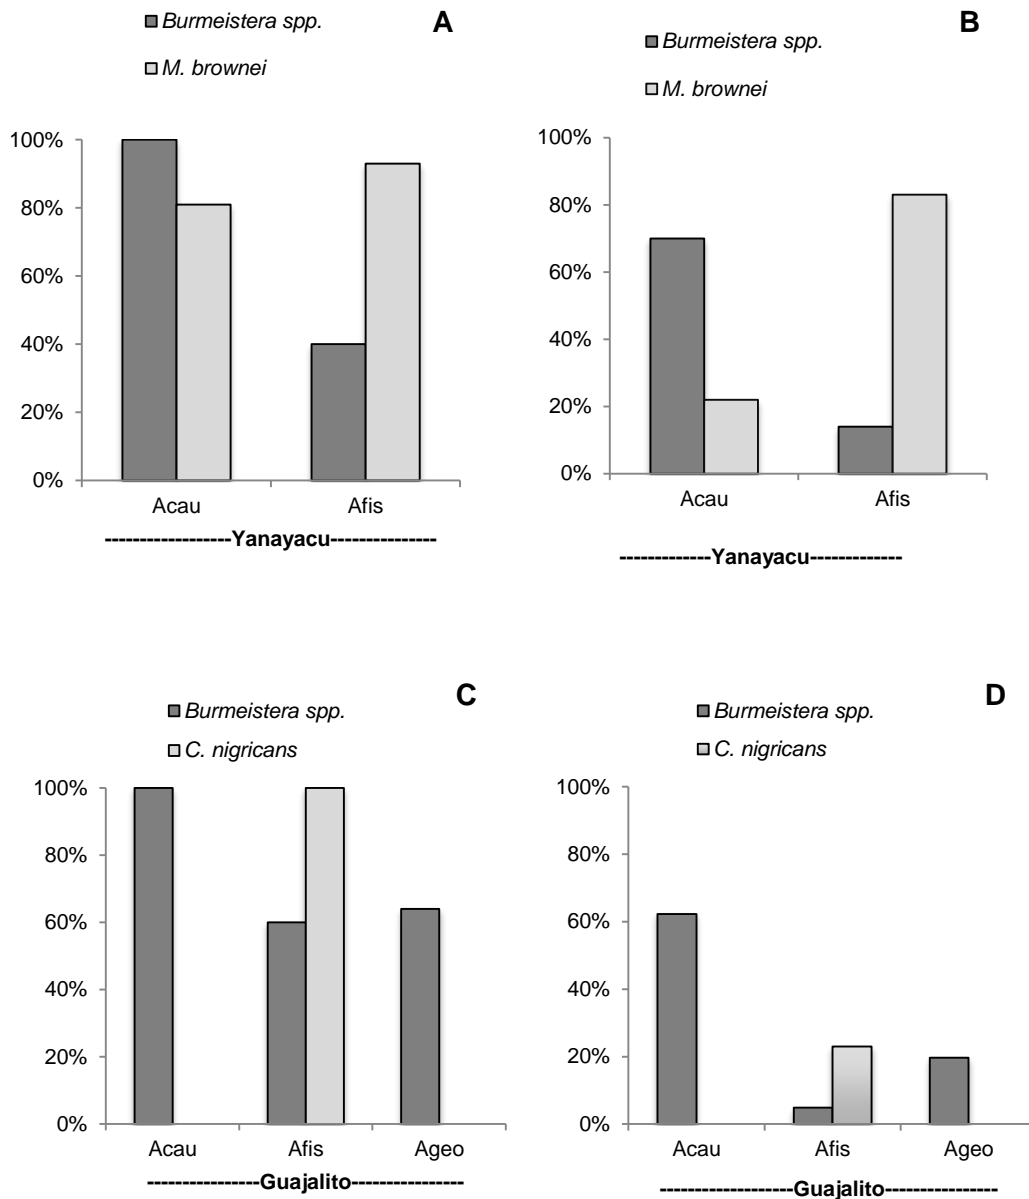 Burmeistera spp.
M. brownei
A
100%
80%
60%
40%
20%
0%
Acau Afis
------------------Yanayacu---------------
Burmeistera spp.
M. brownei
B
100%
80%
60%
40%
20%
0%
Acau Afis
-------------Yanayacu-------------
Burmeistera spp.
C. nigricans
C
100%
80%
60%
40%
20%
0%
Acau Afis Ageo
----------------Guajalito----------------
Burmeistera spp.
C. nigricans
D
100%
80%
60%
40%
20%
0%
Acau Afis Ageo
-------------------Guajalito----------------